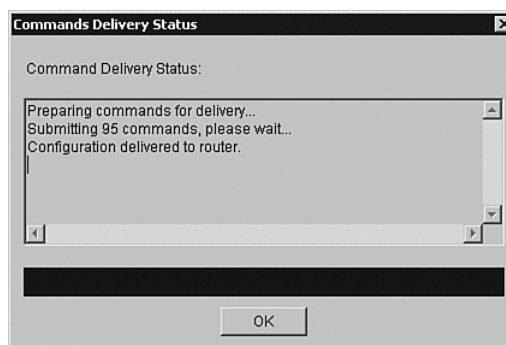 Commands Delivery Status
Command Delivery Status:
Preparing commands for delivery...
Submitting 95 commands, please wait...
Configuration delivered to router.
OK